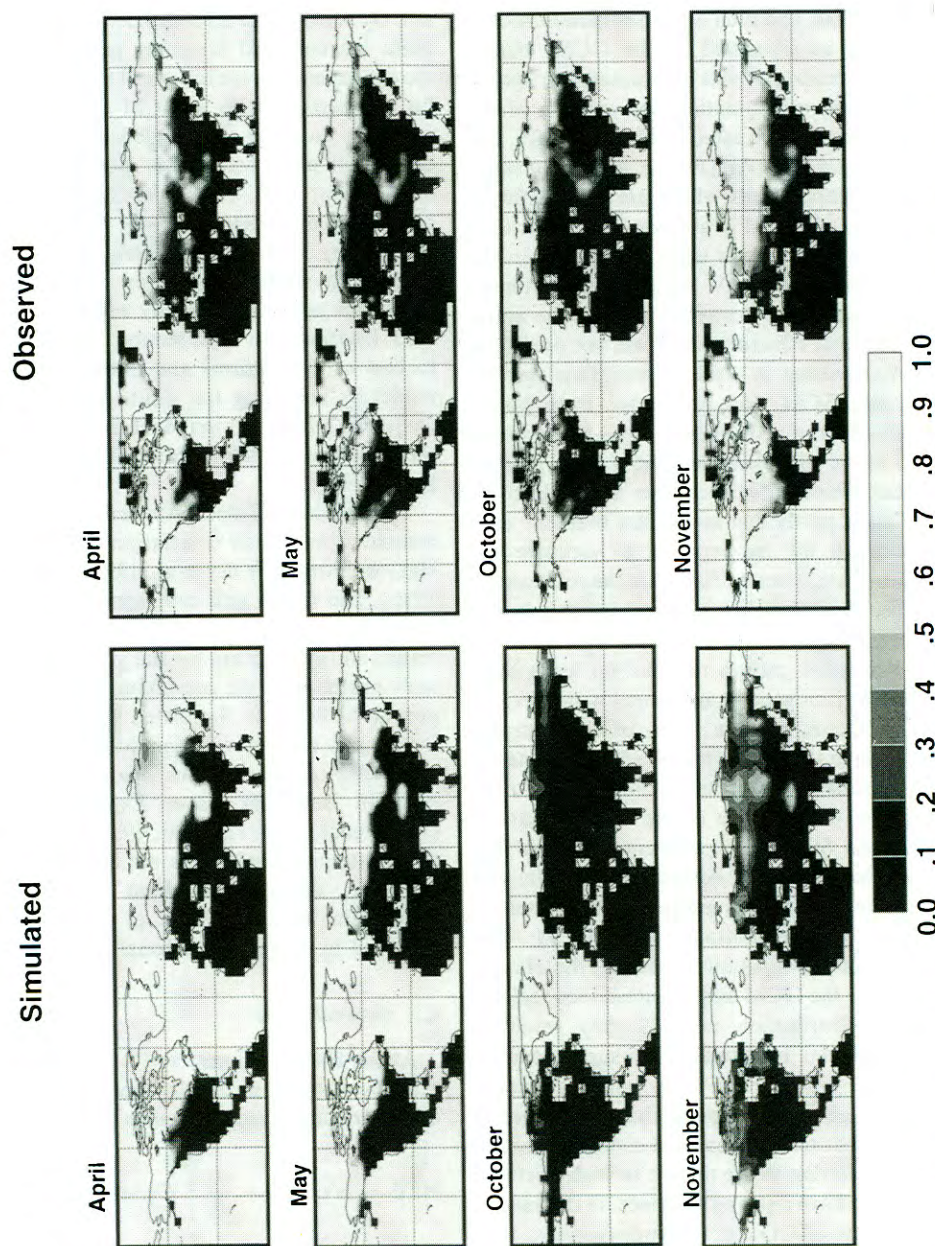 Observed
April
May
October
November
Simulated
April
May
October
November
0.0 .1 .2 .3 .4 .5 .6 .7 .8 .9 1.0